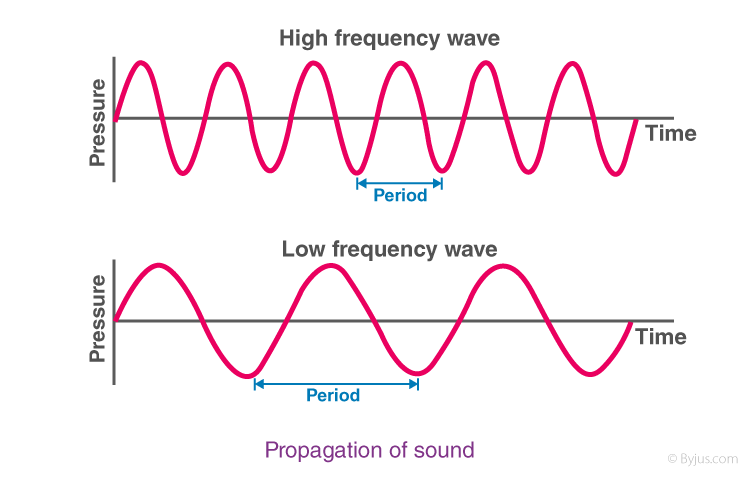 High frequency wave
Pressure
Time
Period
Low frequency wave
Pressure
Time
Period
Propagation of sound
© Byjus.com